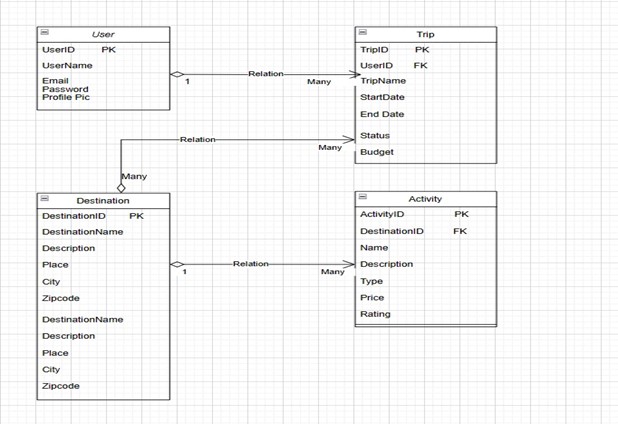 User
UserID PK
UserName
Email
Password
Profile Pic
Relation
1
Many
Trip
TripID PK
UserID FK
TripName
StartDate
End Date
Status
Budget
Relation
Many
Many
Destination
DestinationID PK
DestinationName
Description
Place
City
Zipcode
DestinationName
Description
Place
City
Zipcode
Relation
1
Many
Activity
ActivityID PK
DestinationID FK
Name
Description
Type
Price
Rating